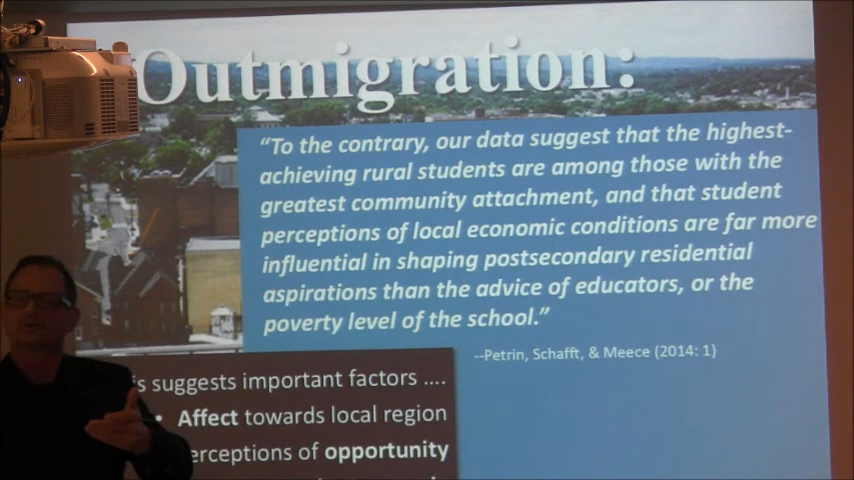 Outmigration:
“To the contrary, our data suggest that the highest-
achieving rural students are among those with the
greatest community attachment, and that student
perceptions of local economic conditions are far more
influential in shaping postsecondary residential
aspirations than the advice of educators, or the
poverty level of the school.”
--Petrin, Schafft, & Meece (2014: 1)
suggests important factors ....
• Affect towards local region
of opportunity